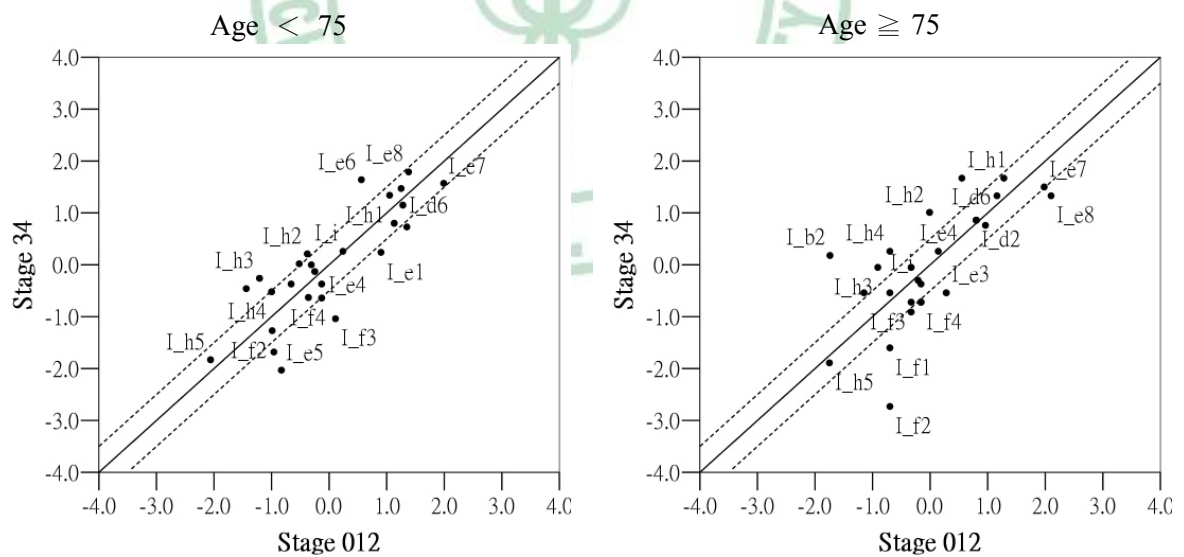 Age < 75
4.0
3.0
2.0
1.0
0.0
-1.0
-2.0
-3.0
-4.0
Stage 34
I_e6 I_e8
I_e7
I_h1 I_d6
I_h2 I_i
I_h3
I_e1
I_e4
I_h4 I_f4
I_f3
I_h5 I_f2 I_e5
-4.0 -3.0 -2.0 -1.0 0.0 1.0 2.0 3.0
Stage 012
Age ≧ 75
4.0
3.0
2.0
1.0
0.0
-1.0
-2.0
-3.0
-4.0
Stage 34
I_h1
I_e7
I_h2 I_d6
I_e8
I_b2 I_h4 I_e4 I_d2
I_h3 I_e3
I_f3 I_f4
I_h5 I_f1
I_f2
-4.0 -3.0 -2.0 -1.0 0.0 1.0 2.0 3.0
Stage 012